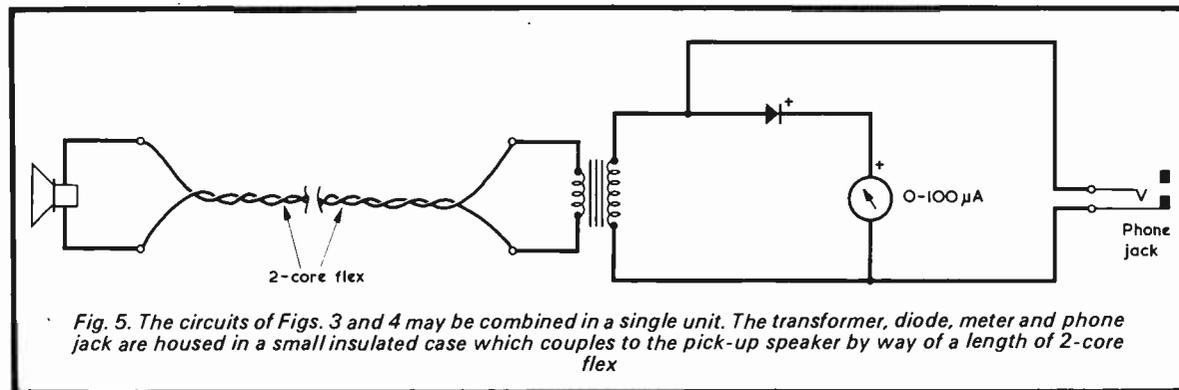 +
+
0-100 µA
Phone
jack
2-core flex
Fig. 5. The circuits of Figs. 3 and 4 may be combined in a single unit. The transformer, diode, meter and phone
jack are housed in a small insulated case which couples to the pick-up speaker by way of a length of 2-core
flex